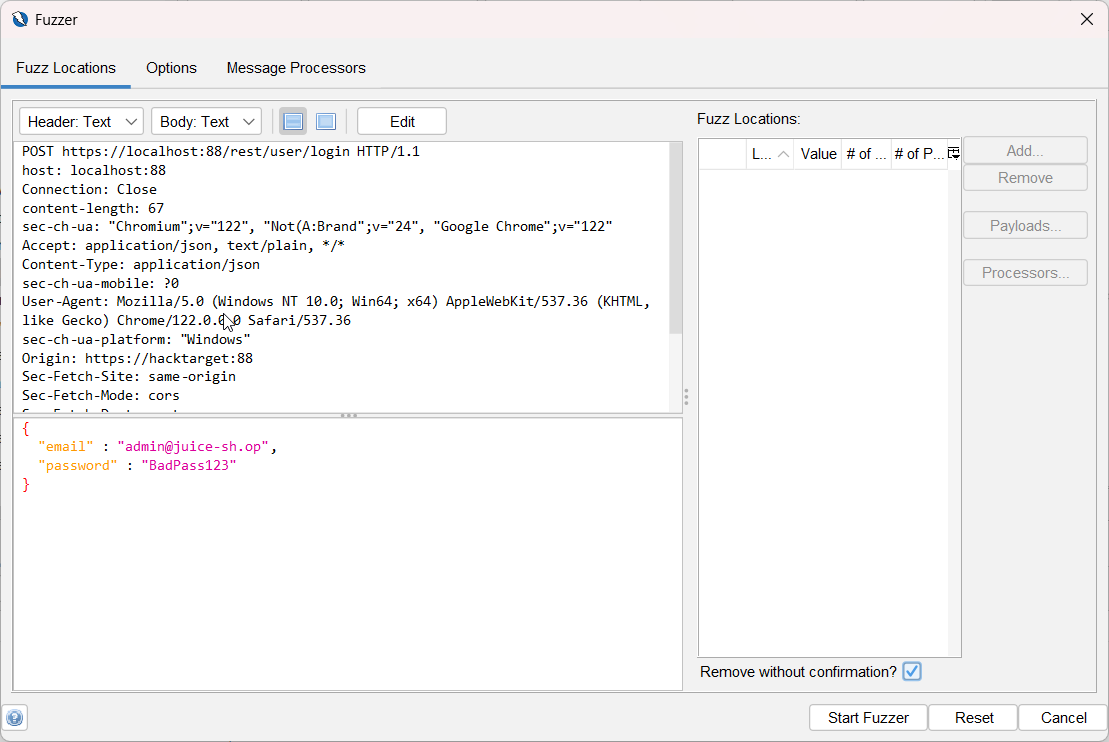 Fuzzer
Fuzz Locations Options Message Processors
Header: Text Body: Text Edit
POST https://localhost:88/rest/user/login HTTP/1.1
host: localhost:88
Connection: Close
content-length: 67
sec-ch-ua: "Chromium";v="122", "Not(A:Brand";v="24", "Google Chrome";v="122"
Accept: application/json, text/plain, */*
Content-Type: application/json
sec-ch-ua-mobile: ?0
User-Agent: Mozilla/5.0 (Windows NT 10.0; Win64; x64) AppleWebKit/537.36 (KHTML,
like Gecko) Chrome/122.0.0.0 Safari/537.36
sec-ch-ua-platform: "Windows"
Origin: https://hacktarget:88
Sec-Fetch-Site: same-origin
Sec-Fetch-Mode: cors
{
"email" : "admin@juice-sh.op",
"password" : "BadPass123"
}
Fuzz Locations:
L... Value # of ... # of P...
Add...
Remove
Payloads...
Processors...
Remove without confirmation?
Start Fuzzer Reset Cancel